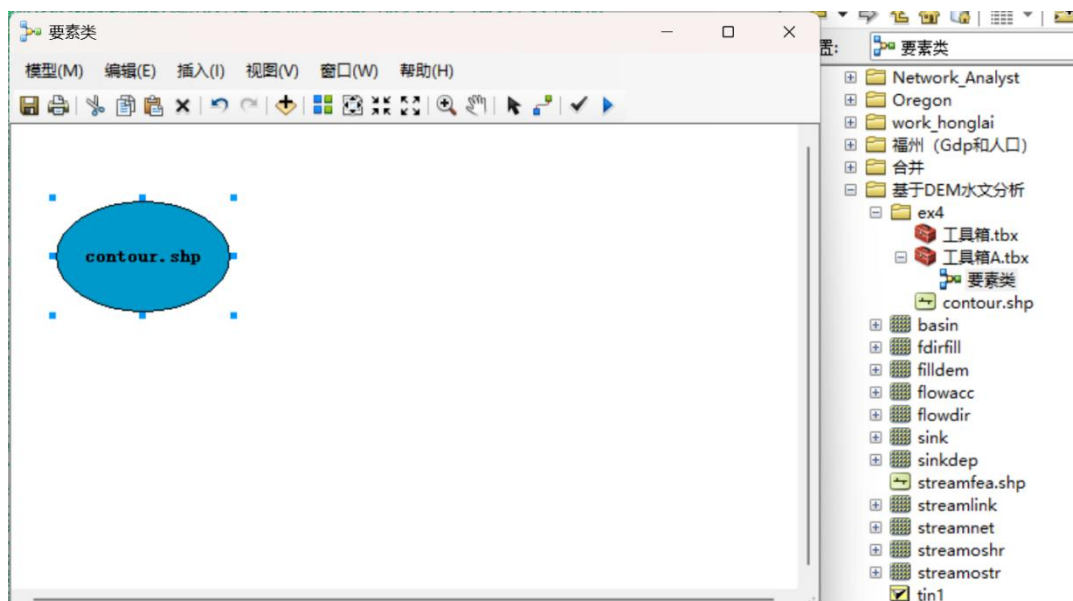 要素类
模型(M) 编辑(E) 插入(I) 视图(V) 窗口(W) 帮助(H)
contour.shp
置:
要素类
Network_Analyst
Oregon
work_honglai
福州（Gdp和人口）
合并
基于DEM水文分析
ex4
工具箱.tbx
工具箱A.tbx
要素类
contour.shp
basin
fdirfill
filldem
flowacc
flowdir
sink
sinkdep
streamfea.shp
streamlink
streamnet
streamoshr
streamostr
tin1